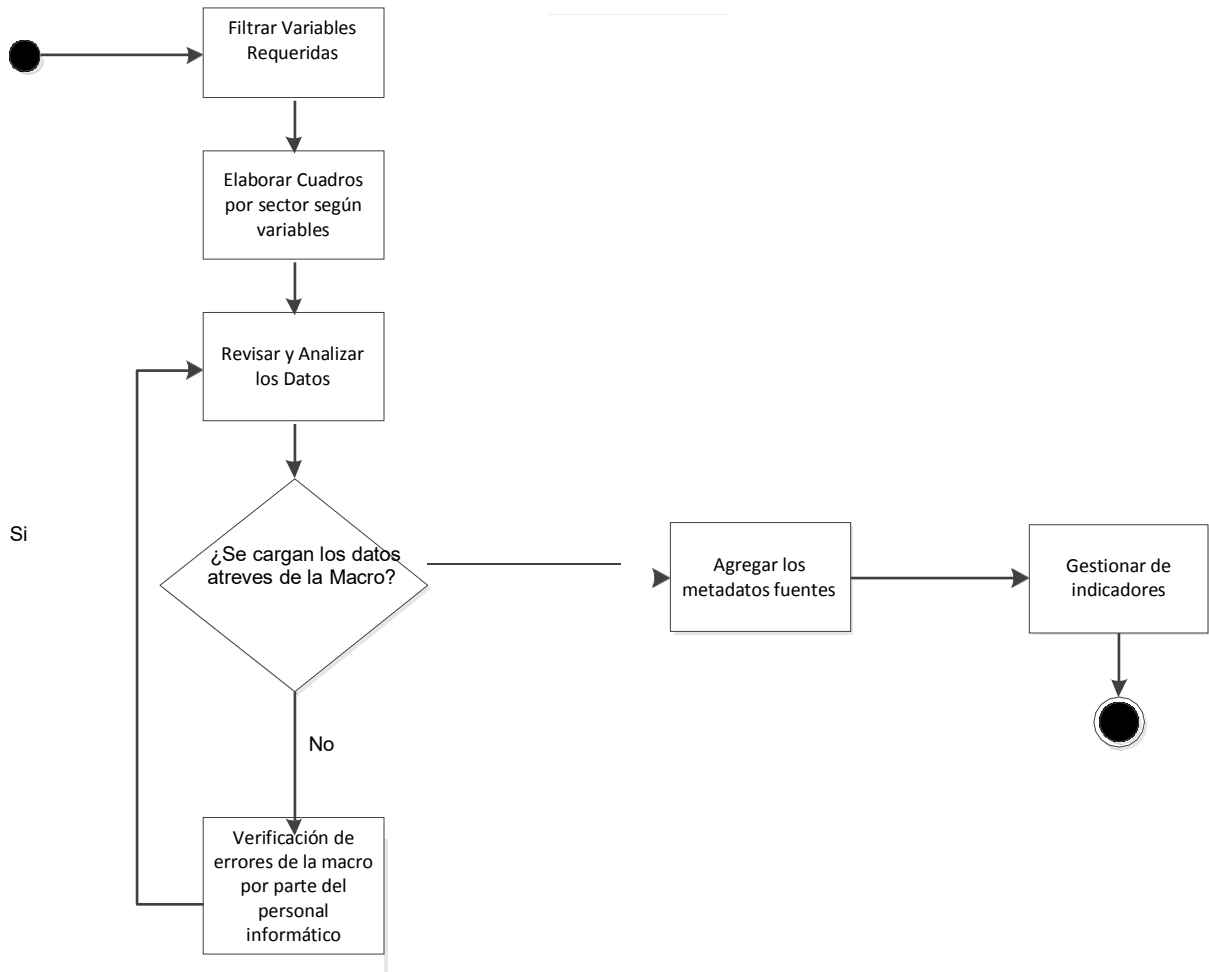 Filtrar Variables
Requeridas
Elaborar Cuadros
por sector según
variables
Revisar y Analizar
los Datos
Si
¿Se cargan los datos
atreves de la Macro?
Agregar los
metadatos fuentes
Gestionar de
indicadores
No
Verificación de
errores de la macro
por parte del
personal
informático